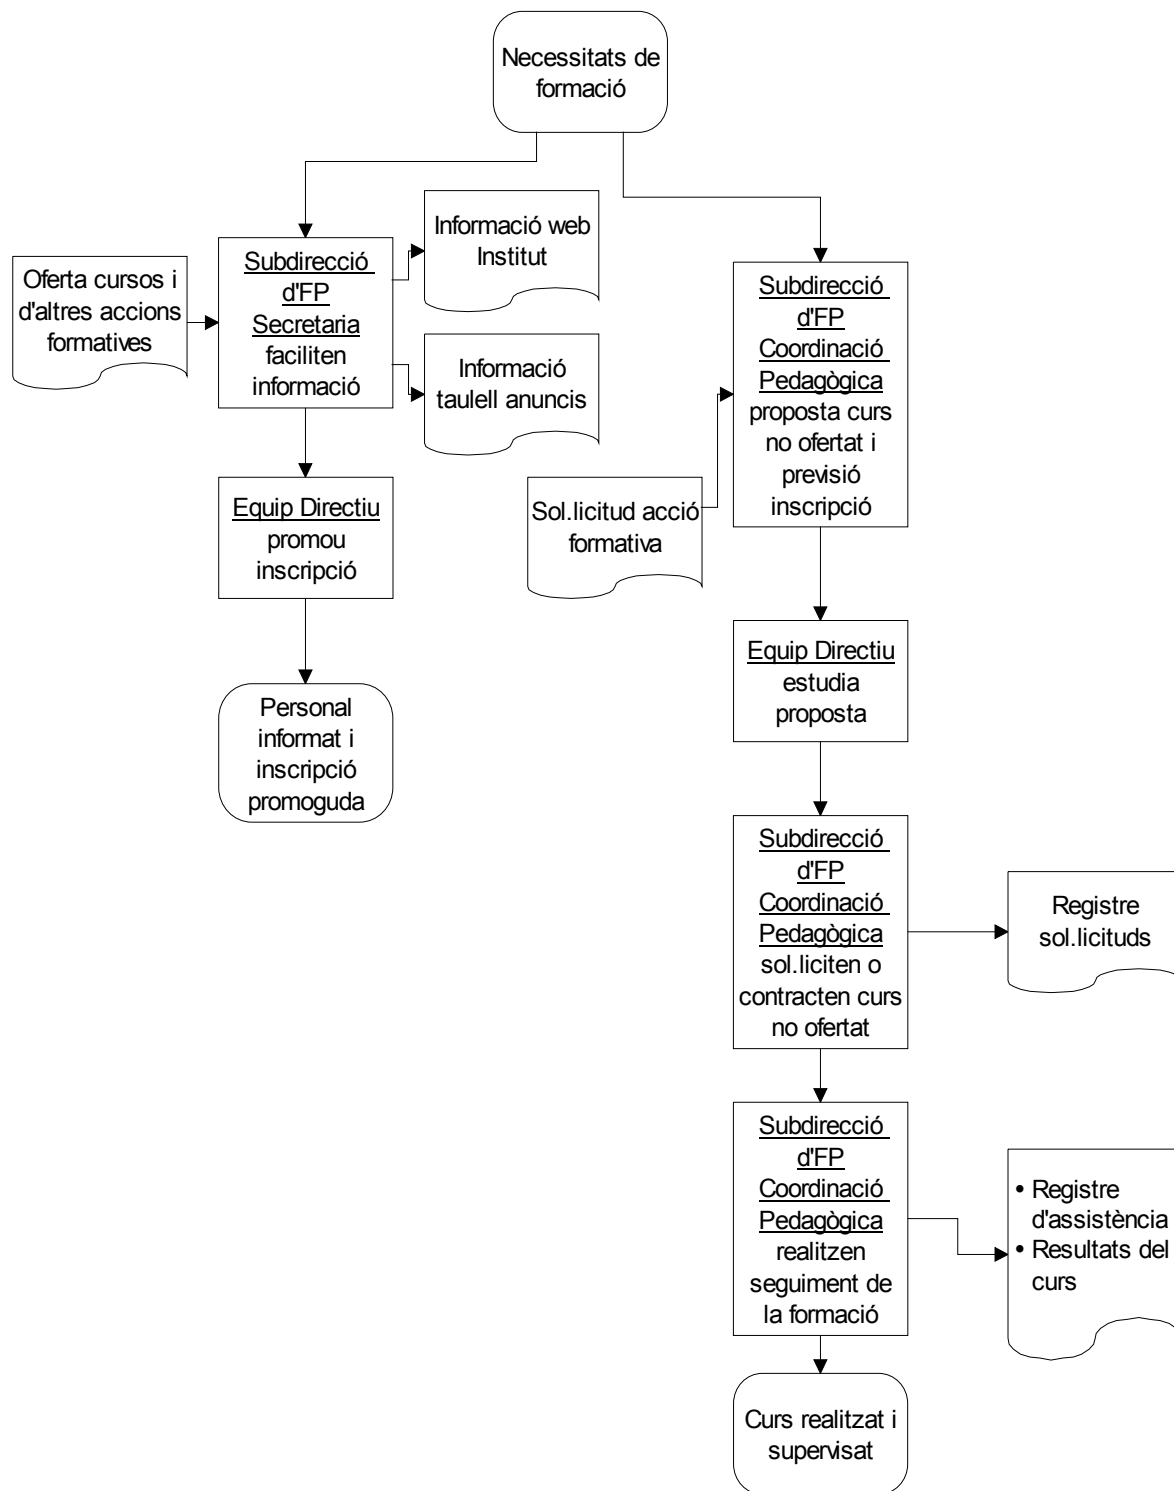 Necessitats de
formació
Oferta cursos i
d'altres accions
formatives
Subdirecció
d'FP
Secretaria
faciliten
informació
Informació web
Institut
Informació
taulell anuncis
Equip Directiu
promou
inscripció
Personal
informat i
inscripció
promoguda
Subdirecció
d'FP
Coordinació
Pedagògica
proposta curs
no ofertat i
previsió
inscripció
Sol.licitud acció
formativa
Equip Directiu
estudia
proposta
Subdirecció
d'FP
Coordinació
Pedagògica
sol.liciten o
contracten curs
no ofertat
Registre
sol.licituds
Subdirecció
d'FP
Coordinació
Pedagògica
realitzen
seguiment de
la formació
• Registre
d'assistència
• Resultats del
curs
Curs realitzat i
supervisat